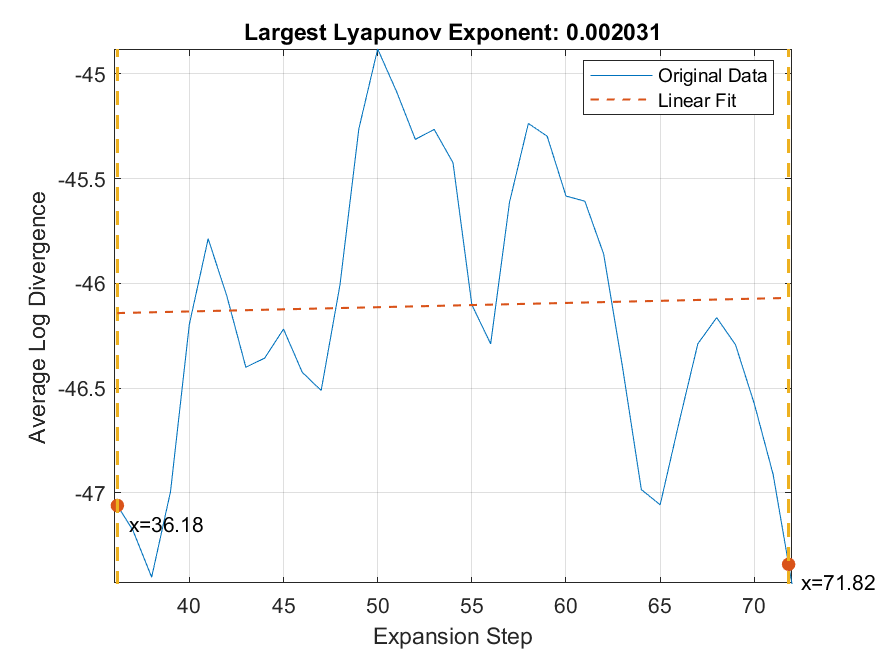 Largest Lyapunov Exponent: 0.002031
Original Data
Linear Fit
Average Log Divergence
-45
-45.5
-46
-46.5
-47
x=36.18
x=71.82
40 45 50 55 60 65 70
Expansion Step